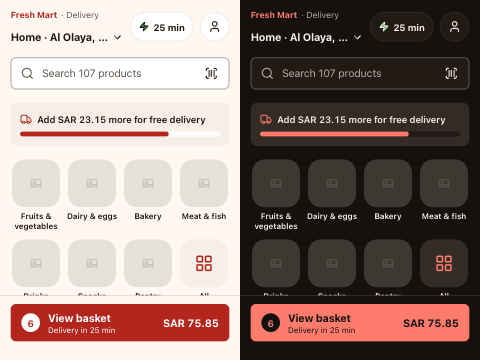 Fresh Mart · Delivery
Home · Al Olaya, ...
25 min
Search 107 products
Add SAR 23.15 more for free delivery
Fruits & vegetables
Dairy & eggs
Bakery
Meat & fish
6
View basket
Delivery in 25 min
SAR 75.85
Fresh Mart · Delivery
Home · Al Olaya, ...
25 min
Search 107 products
Add SAR 23.15 more for free delivery
Fruits & vegetables
Dairy & eggs
Bakery
Meat & fish
6
View basket
Delivery in 25 min
SAR 75.85